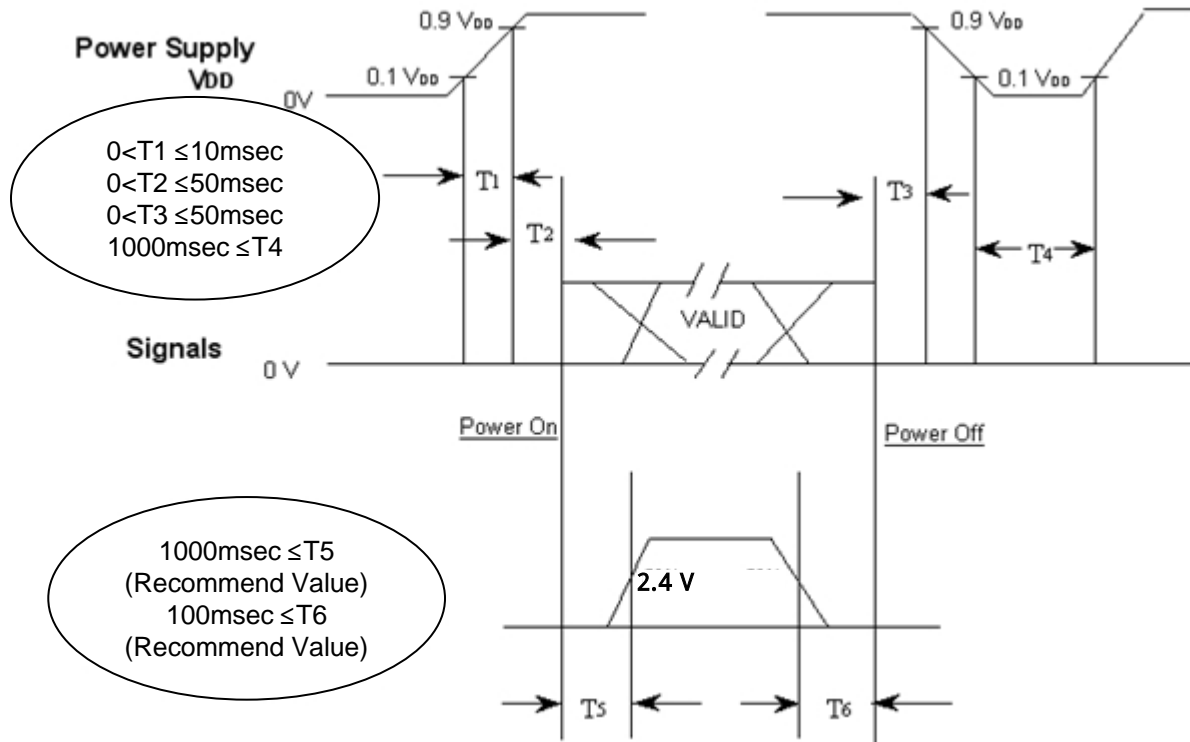 0.9 VDD
0.9 VDD
Power Supply
VDD
0.1 VDD
0.1 VDD
0V
0<T1 ≤10msec
0<T2 ≤50msec
0<T3 ≤50msec
1000msec ≤T4
T1
T3
T2
T4
VALID
Signals
0 V
Power On
Power Off
1000msec ≤T5
(Recommend Value)
100msec ≤T6
(Recommend Value)
2.4 V
T5
T6